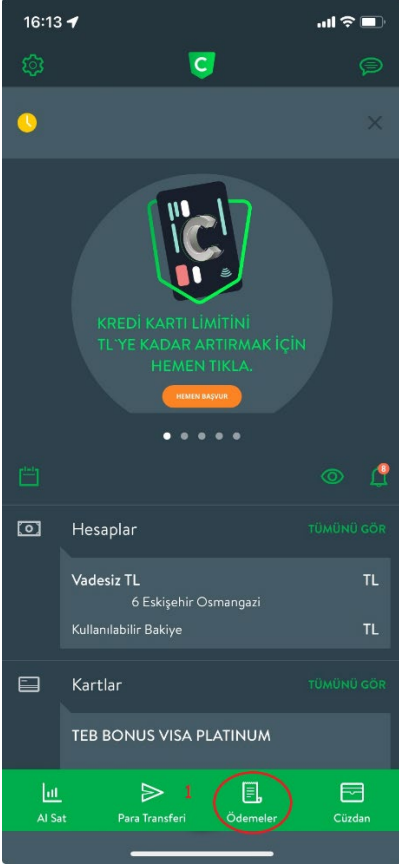 16:13
C
C
KREDİ KARTI LİMİTİNİ
TL'YE KADAR ARTIRMAK İÇİN
HEMEN TIKLA.
HEMEN BAŞVUR
8
Hesaplar TÜMÜNÜ GÖR
Vadesiz TL TL
6 Eskişehir Osmangazi
Kullanılabilir Bakiye TL
Kartlar TÜMÜNÜ GÖR
TEB BONUS VISA PLATINUM
1
Al Sat Para Transferi Ödemeler Cüzdan